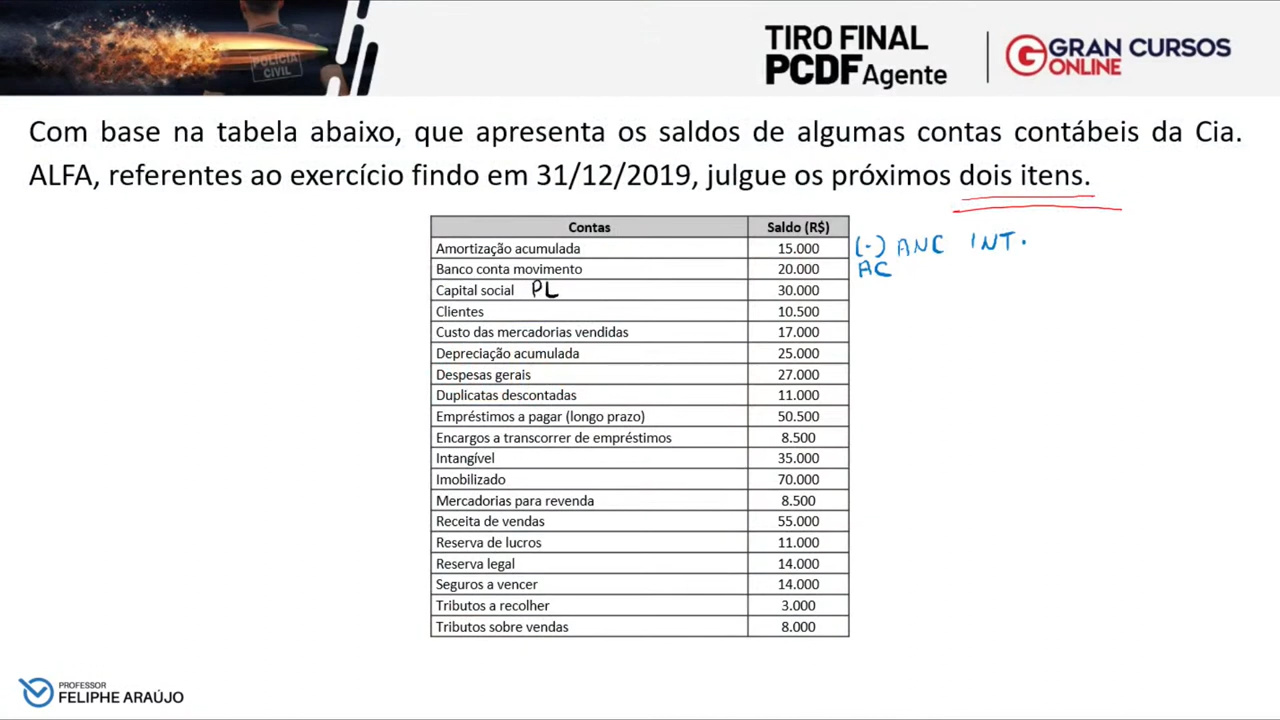 POLÍCIA
CIVIL
TIRO FINAL
PCDF Agente
G GRAN CURSOS
ONLINE
Com base na tabela abaixo, que apresenta os saldos de algumas contas contábeis da Cia.
ALFA, referentes ao exercício findo em 31/12/2019, julgue os próximos dois itens.
Contas Saldo (R$)
Amortização acumulada 15.000 (-) ANC INT.
Banco conta movimento 20.000 AC
Capital social PL 30.000
Clientes 10.500
Custo das mercadorias vendidas 17.000
Depreciação acumulada 25.000
Despesas gerais 27.000
Duplicatas descontadas 11.000
Empréstimos a pagar (longo prazo) 50.500
Encargos a transcorrer de empréstimos 8.500
Intangível 35.000
Imobilizado 70.000
Mercadorias para revenda 8.500
Receita de vendas 55.000
Reserva de lucros 11.000
Reserva legal 14.000
Seguros a vencer 14.000
Tributos a recolher 3.000
Tributos sobre vendas 8.000
PROFESSOR
FELIPHE ARAÚJO